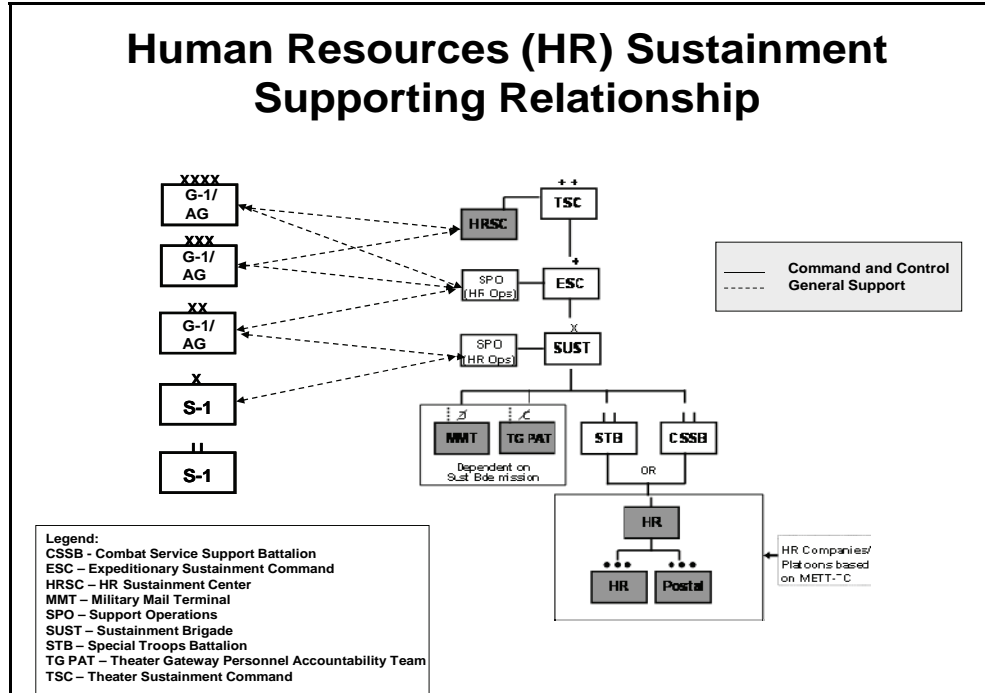 Human Resources (HR) Sustainment
Supporting Relationship
XXXX
G-1/
AG
XXX
G-1/
AG
XX
G-1/
AG
X
S-1
II
S-1
++
TSC
HRSC
+
SPO
(HR Ops)
ESC
X
SPO
(HR Ops)
SUST
MMT
TG PAT
Dependent on
Sust Bde mission
II
STB
II
CSSB
OR
HR
HR
Postal
HR Companies/
Platoons based
on METT-TC
Command and Control
General Support
Legend:
CSSB - Combat Service Support Battalion
ESC – Expeditionary Sustainment Command
HRSC – HR Sustainment Center
MMT – Military Mail Terminal
SPO – Support Operations
SUST – Sustainment Brigade
STB – Special Troops Battalion
TG PAT – Theater Gateway Personnel Accountability Team
TSC – Theater Sustainment Command